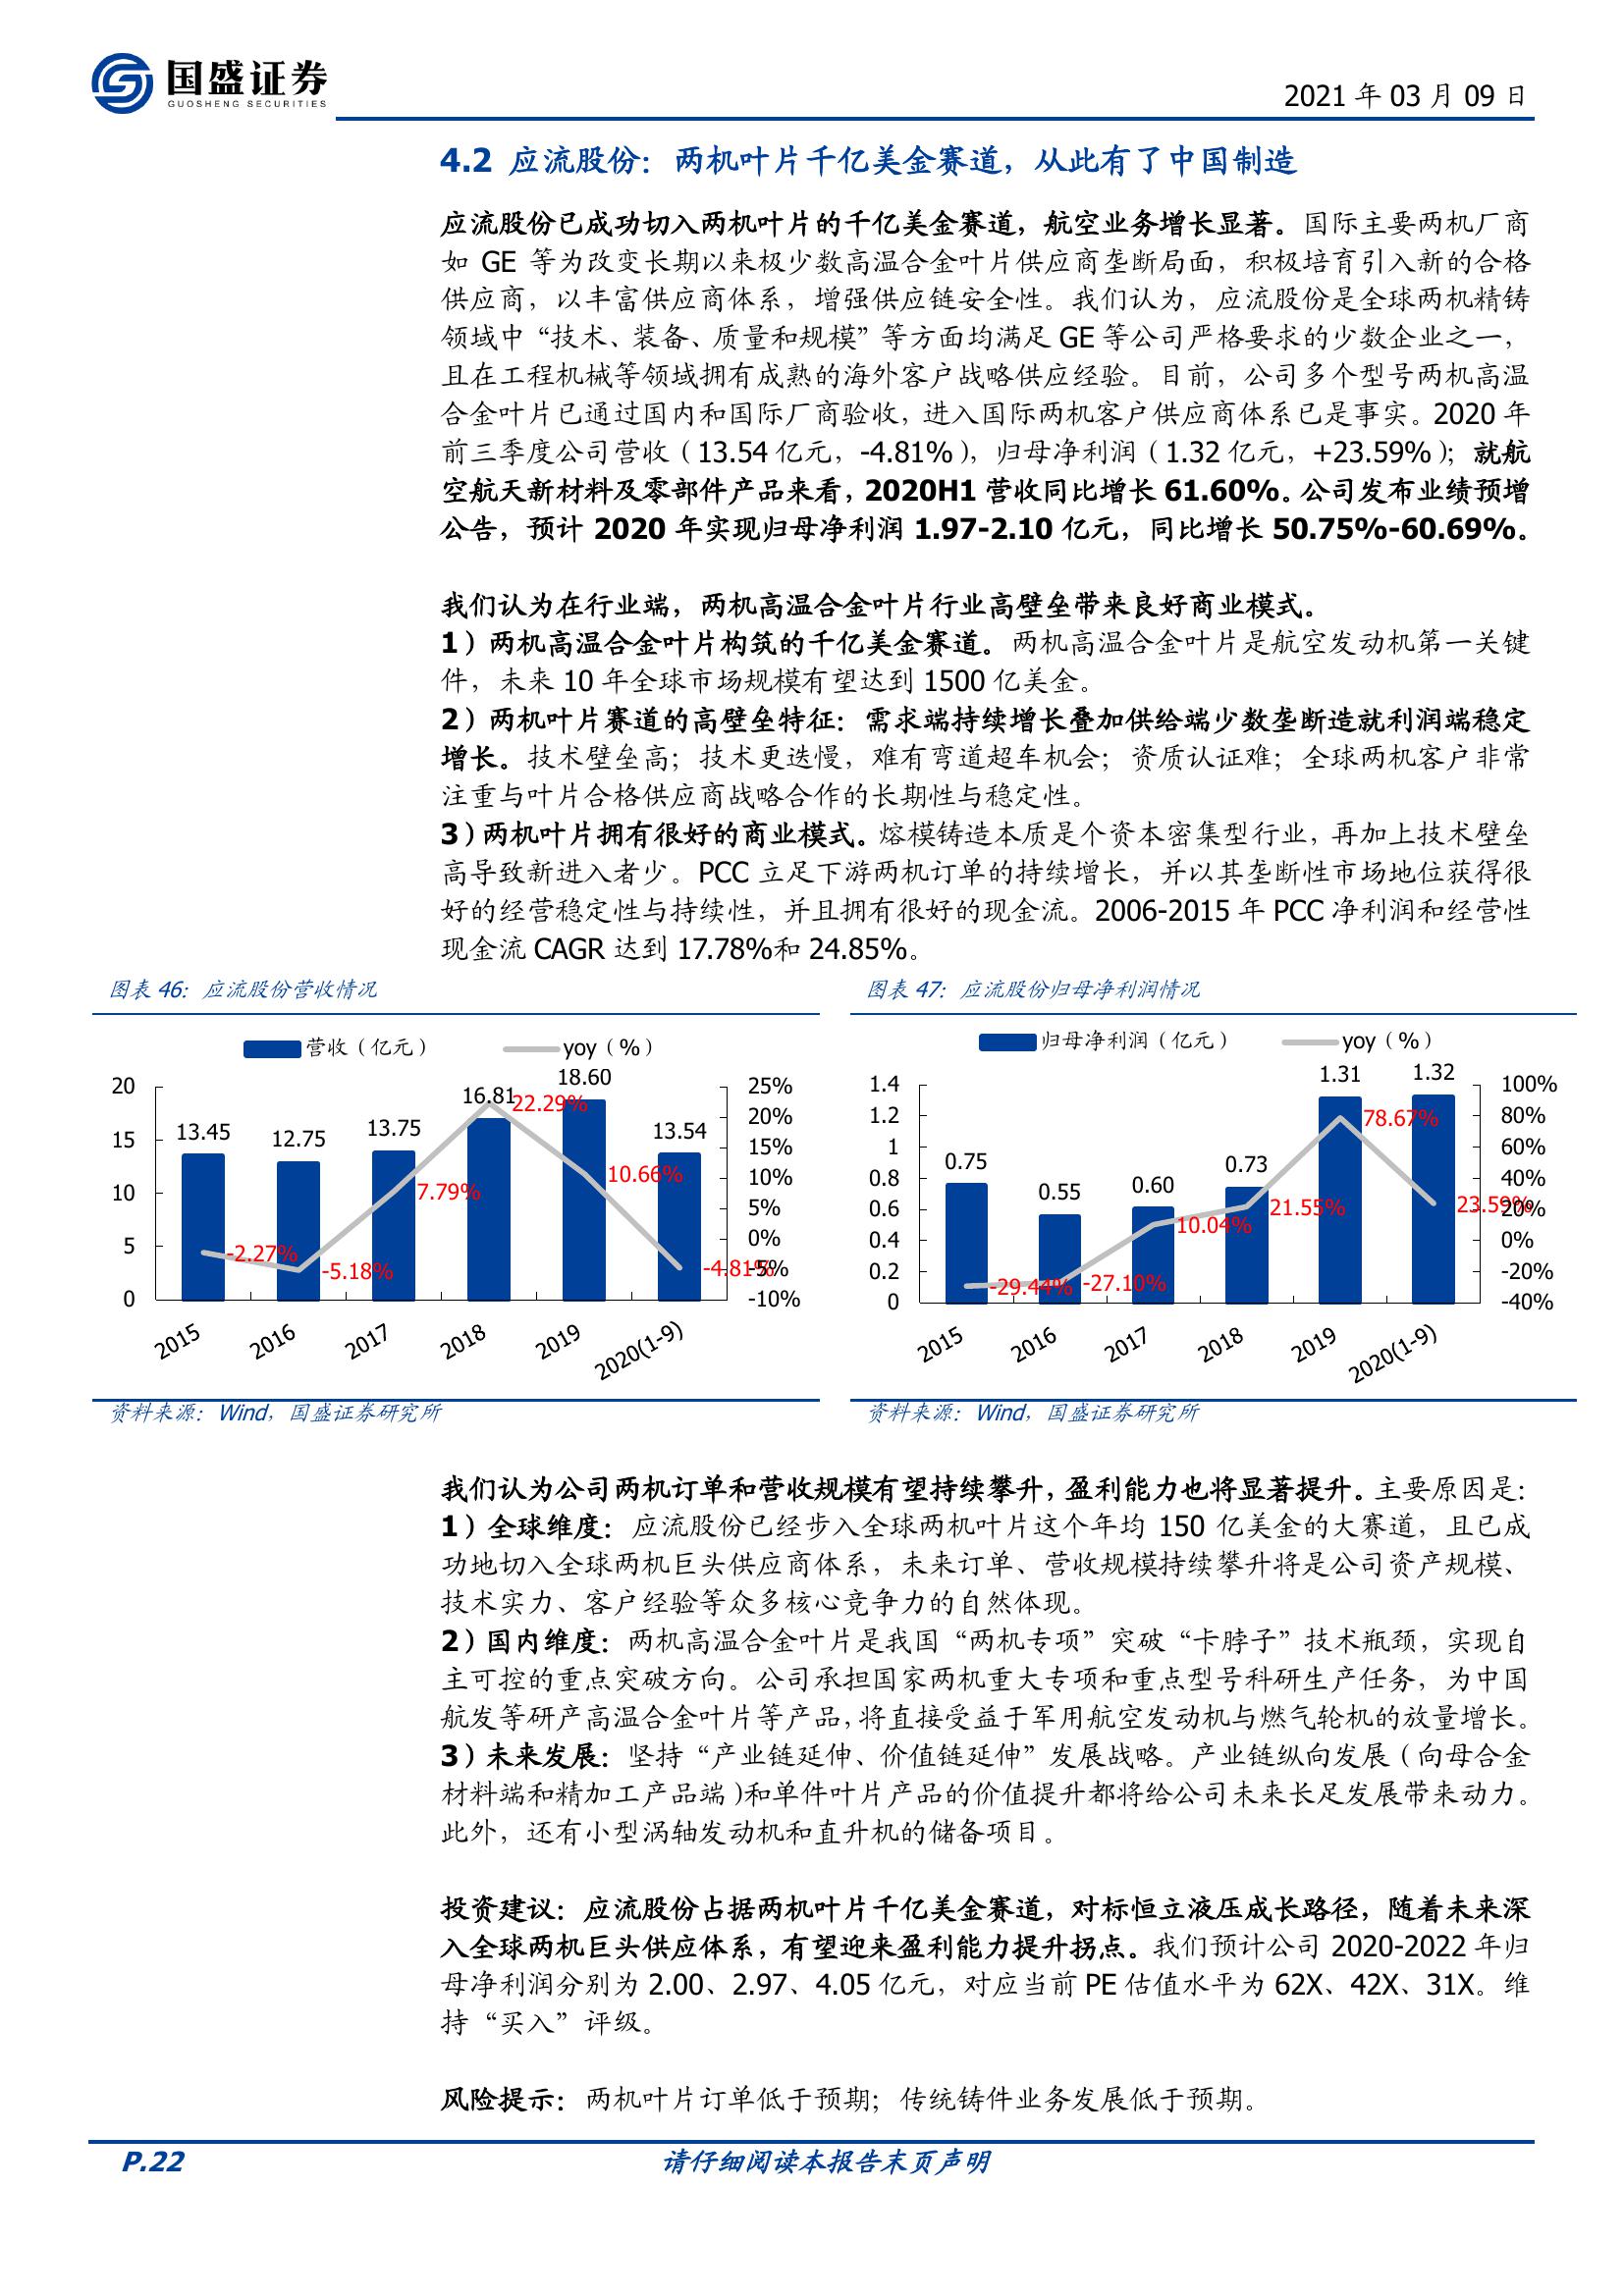 国盛证券
GUOSHENG SECURITIES
2021 年 03 月 09 日
4.2 应流股份：两机叶片千亿美金赛道，从此有了中国制造
应流股份已成功切入两机叶片的千亿美金赛道，航空业务增长显著。国际主要两机厂商
如 GE 等为改变长期以来极少数高温合金叶片供应商垄断局面，积极培育引入新的合格
供应商，以丰富供应商体系，增强供应链安全性。我们认为，应流股份是全球两机精铸
领域中“技术、装备、质量和规模”等方面均满足 GE 等公司严格要求的少数企业之一，
且在工程机械等领域拥有成熟的海外客户战略供应经验。目前，公司多个型号两机高温
合金叶片已通过国内和国际厂商验收，进入国际两机客户供应商体系已是事实。2020 年
前三季度公司营收（13.54 亿元，-4.81%），归母净利润（1.32 亿元，+23.59%）；就航
空航天新材料及零部件产品来看，2020H1 营收同比增长 61.60%。公司发布业绩预增
公告，预计 2020 年实现归母净利润 1.97-2.10 亿元，同比增长 50.75%-60.69%。
我们认为在行业端，两机高温合金叶片行业高壁垒带来良好商业模式。
1）两机高温合金叶片构筑的千亿美金赛道。两机高温合金叶片是航空发动机第一关键
件，未来 10 年全球市场规模有望达到 1500 亿美金。
2）两机叶片赛道的高壁垒特征：需求端持续增长叠加供给端少数垄断造就利润端稳定
增长。技术壁垒高；技术更迭慢，难有弯道超车机会；资质认证难；全球两机客户非常
注重与叶片合格供应商战略合作的长期性与稳定性。
3）两机叶片拥有很好的商业模式。熔模铸造本质是个资本密集型行业，再加上技术壁垒
高导致新进入者少。PCC 立足下游两机订单的持续增长，并以其垄断性市场地位获得很
好的经营稳定性与持续性，并且拥有很好的现金流。2006-2015 年 PCC 净利润和经营性
现金流 CAGR 达到 17.78%和 24.85%。
图表 46：应流股份营收情况
营收（亿元） yoy（%）
20 15 10 5 0
13.45 12.75 13.75 16.81 18.60 13.54
-2.27% -5.18% 7.79% 22.29% 10.66% -4.81%
25% 20% 15% 10% 5% 0% -5% -10%
2015 2016 2017 2018 2019 2020(1-9)
资料来源：Wind，国盛证券研究所
图表 47：应流股份归母净利润情况
归母净利润（亿元） yoy（%）
1.4 1.2 1 0.8 0.6 0.4 0.2 0
0.75 0.55 0.60 0.73 1.31 1.32
-29.44% -27.10% 10.04% 21.55% 78.67% 23.59%
100% 80% 60% 40% 20% 0% -20% -40%
2015 2016 2017 2018 2019 2020(1-9)
资料来源：Wind，国盛证券研究所
我们认为公司两机订单和营收规模有望持续攀升，盈利能力也将显著提升。主要原因是：
1）全球维度：应流股份已经步入全球两机叶片这个年均 150 亿美金的大赛道，且已成
功地切入全球两机巨头供应商体系，未来订单、营收规模持续攀升将是公司资产规模、
技术实力、客户经验等众多核心竞争力的自然体现。
2）国内维度：两机高温合金叶片是我国“两机专项”突破“卡脖子”技术瓶颈，实现自
主可控的重点突破方向。公司承担国家两机重大专项和重点型号科研生产任务，为中国
航发等研产高温合金叶片等产品，将直接受益于军用航空发动机与燃气轮机的放量增长。
3）未来发展：坚持“产业链延伸、价值链延伸”发展战略。产业链纵向发展（向母合金
材料端和精加工产品端）和单件叶片产品的价值提升都将给公司未来长足发展带来动力。
此外，还有小型涡轴发动机和直升机的储备项目。
投资建议：应流股份占据两机叶片千亿美金赛道，对标恒立液压成长路径，随着未来深
入全球两机巨头供应体系，有望迎来盈利能力提升拐点。我们预计公司 2020-2022 年归
母净利润分别为 2.00、2.97、4.05 亿元，对应当前 PE 估值水平为 62X、42X、31X。维
持“买入”评级。
风险提示：两机叶片订单低于预期；传统铸件业务发展低于预期。
P.22
请仔细阅读本报告末页声明